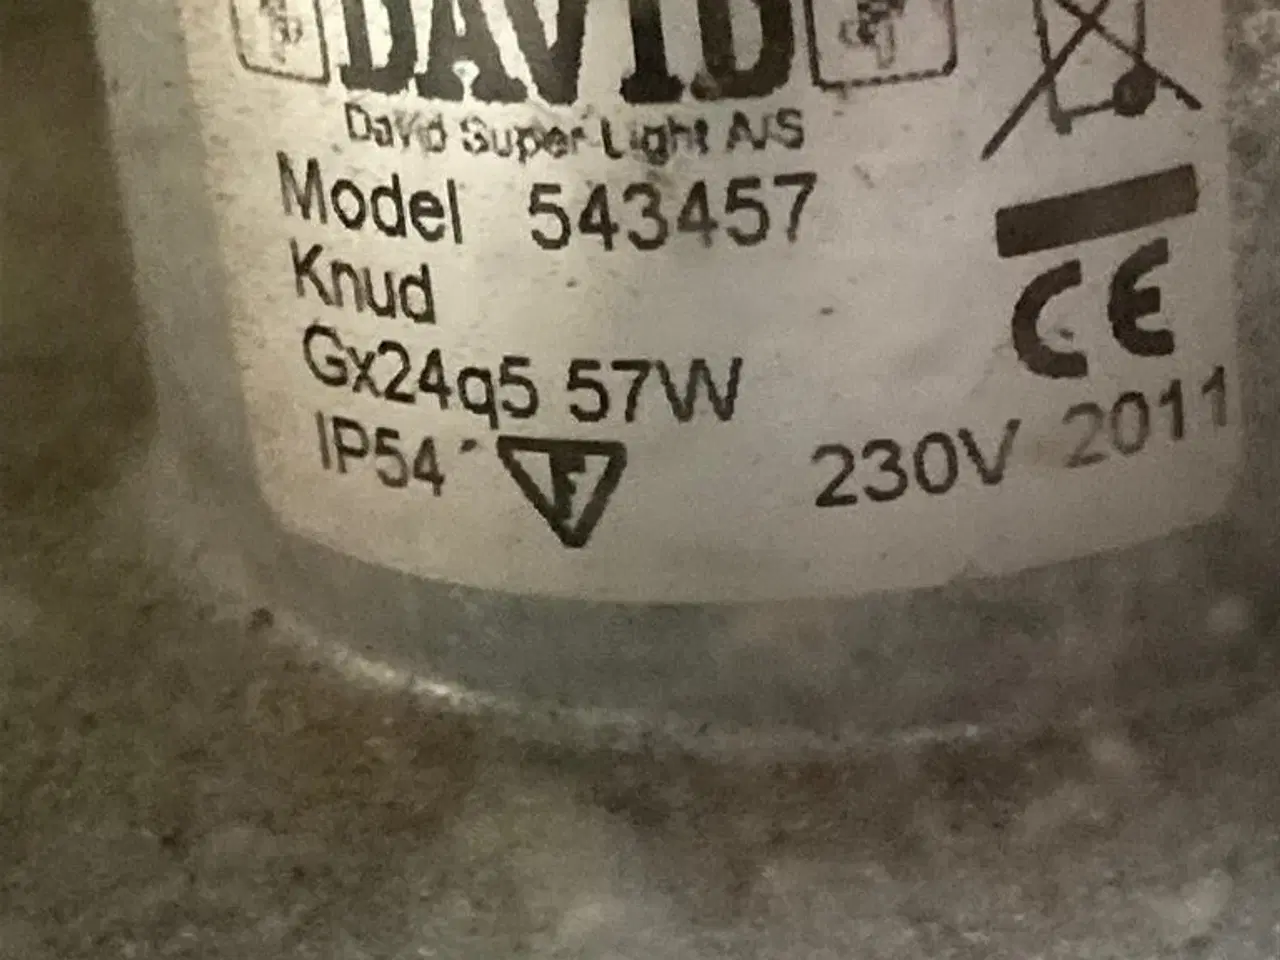 DAVID
David Super Light A/S
Model 543457
Knud
Gx24q5 57W
IP54 F 230V 2011
CE